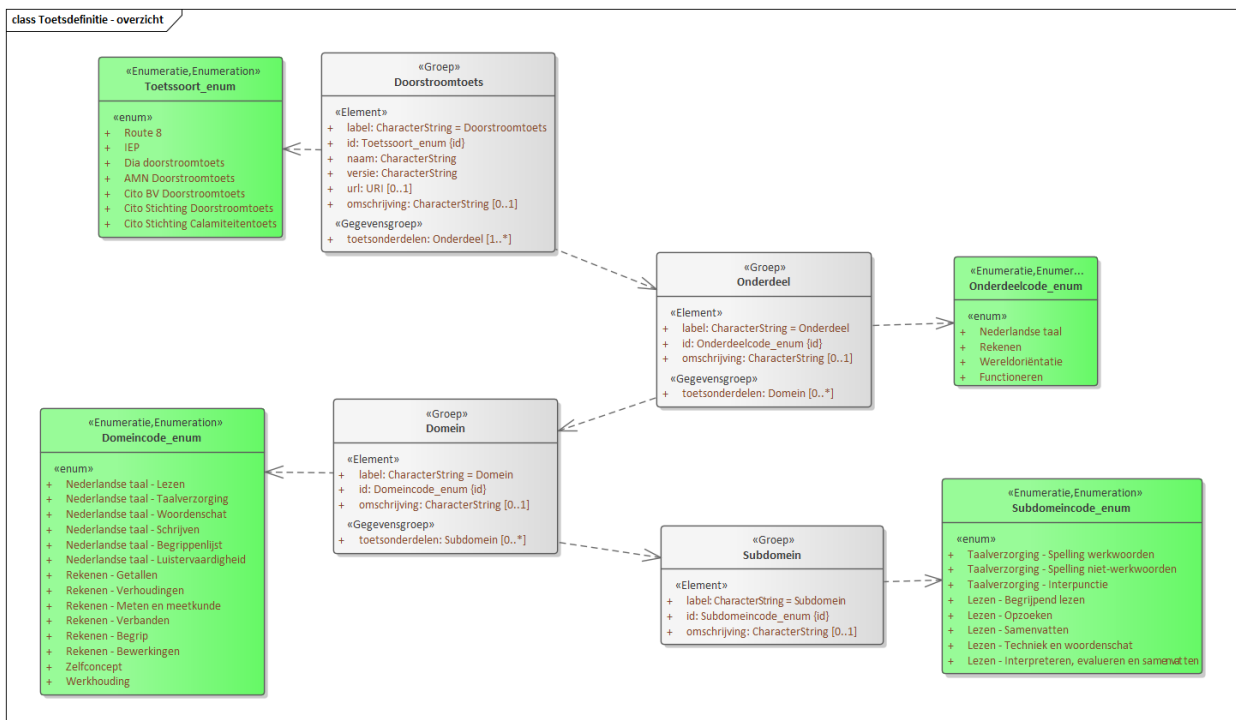 class Toetsdefinitie - overzicht
«Enumeratie,Enumeration»
Toetssoort_enum
«enum»
+ Route 8
+ IEP
+ Dia doorstroomtoets
+ AMN Doorstroomtoets
+ Cito BV Doorstroomtoets
+ Cito Stichting Doorstroomtoets
+ Cito Stichting Calamiteitentoets
«Groep»
Doorstroomtoets
«Element»
+ label: CharacterString = Doorstroomtoets
+ id: Toetssoort_enum {id}
+ naam: CharacterString
+ versie: CharacterString
+ url: URI [0..1]
+ omschrijving: CharacterString [0..1]
«Gegevensgroep»
+ toetsonderdelen: Onderdeel [1..*]
«Groep»
Onderdeel
«Element»
+ label: CharacterString = Onderdeel
+ id: Onderdeelcode_enum {id}
+ omschrijving: CharacterString [0..1]
«Gegevensgroep»
+ toetsonderdelen: Domein [0..*]
«Enumeratie,Enumer...
Onderdeelcode_enum
«enum»
+ Nederlandse taal
+ Rekenen
+ Wereldoriëntatie
+ Functioneren
«Enumeratie,Enumeration»
Domeincode_enum
«enum»
+ Nederlandse taal - Lezen
+ Nederlandse taal - Taalverzorging
+ Nederlandse taal - Woordenschat
+ Nederlandse taal - Schrijven
+ Nederlandse taal - Begrippenlijst
+ Nederlandse taal - Luistervaardigheid
+ Rekenen - Getallen
+ Rekenen - Verhoudingen
+ Rekenen - Meten en meetkunde
+ Rekenen - Verbanden
+ Rekenen - Begrip
+ Rekenen - Bewerkingen
+ Zelfconcept
+ Werkhouding
«Groep»
Domein
«Element»
+ label: CharacterString = Domein
+ id: Domeincode_enum {id}
+ omschrijving: CharacterString [0..1]
«Gegevensgroep»
+ toetsonderdelen: Subdomein [0..*]
«Groep»
Subdomein
«Element»
+ label: CharacterString = Subdomein
+ id: Subdomeincode_enum {id}
+ omschrijving: CharacterString [0..1]
«Enumeratie,Enumeration»
Subdomeincode_enum
«enum»
+ Taalverzorging - Spelling werkwoorden
+ Taalverzorging - Spelling niet-werkwoorden
+ Taalverzorging - Interpunctie
+ Lezen - Begrijpend lezen
+ Lezen - Opzoeken
+ Lezen - Samenvatten
+ Lezen - Techniek en woordenschat
+ Lezen - Interpreteren, evalueren en samenvatten